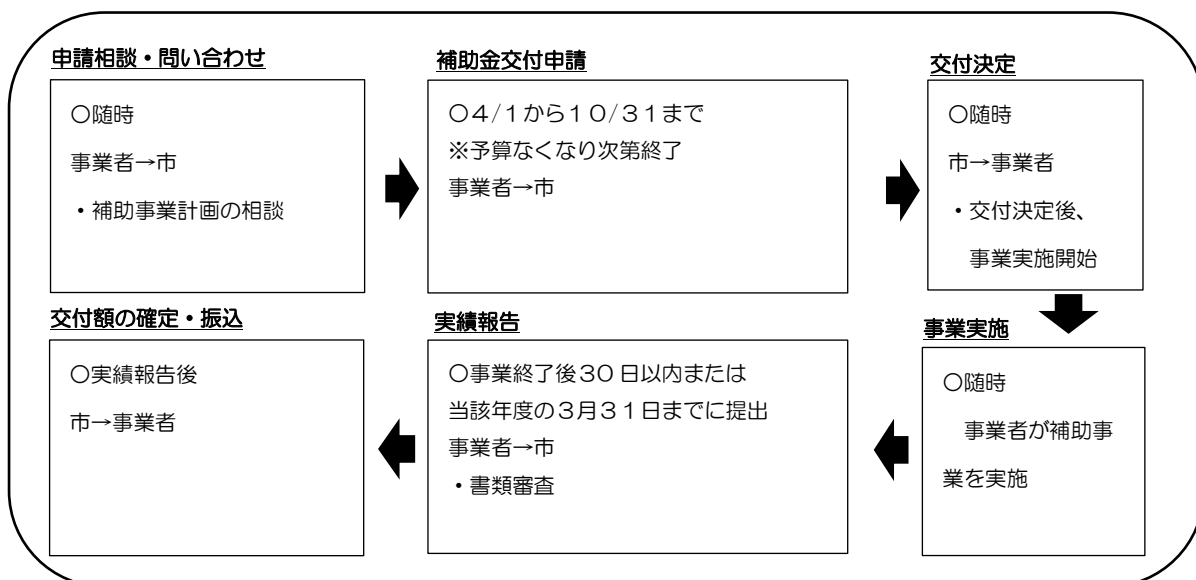 申請相談・問い合わせ
〇随時
事業者→市
・補助事業計画の相談
補助金交付申請
〇4/1から10/31まで
※予算なくなり次第終了
事業者→市
交付決定
〇随時
市→事業者
・交付決定後、
事業実施開始
事業実施
〇随時
事業者が補助事
業を実施
実績報告
〇事業終了後30日以内または
当該年度の3月31日までに提出
事業者→市
・書類審査
交付額の確定・振込
〇実績報告後
市→事業者